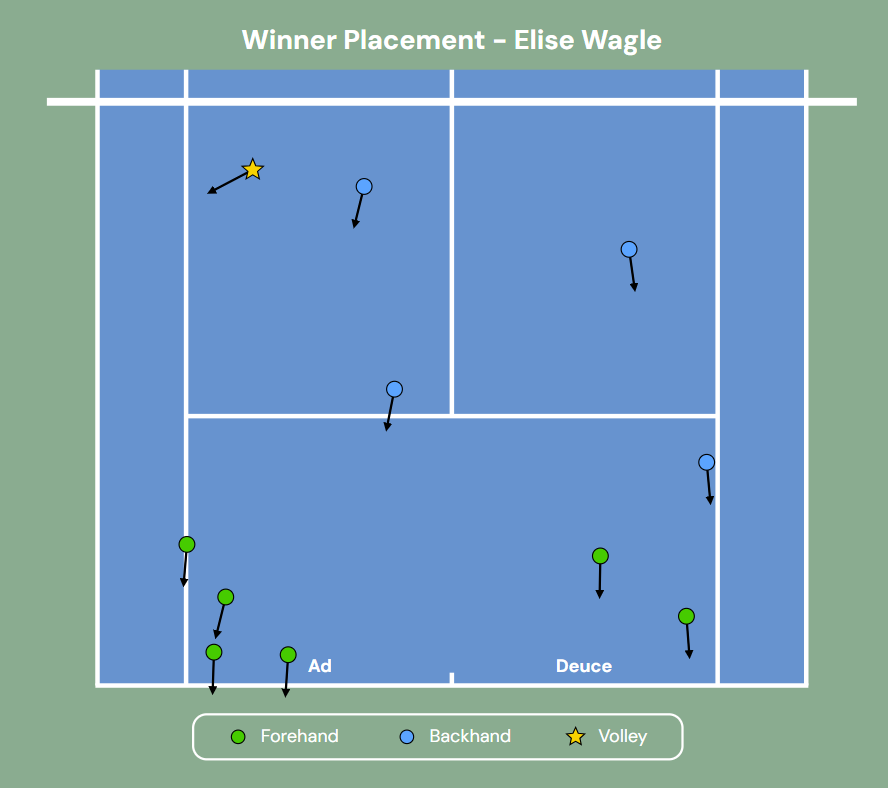 Winner Placement - Elise Wagle
Ad
Deuce
Forehand
Backhand
Volley